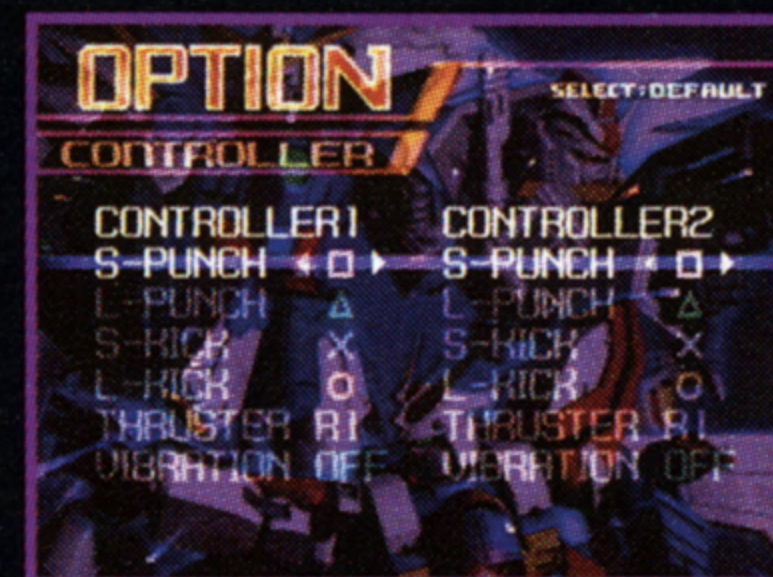 OPTION
SELECT:DEFAULT
CONTROLLER
CONTROLLER1 CONTROLLER2
S-PUNCH ◀ □ ▶ S-PUNCH ◀ □ ▶
L-PUNCH △ L-PUNCH △
S-KICK × S-KICK ×
L-KICK ○ L-KICK ○
THRUSTER R1 THRUSTER R1
VIBRATION OFF VIBRATION OFF